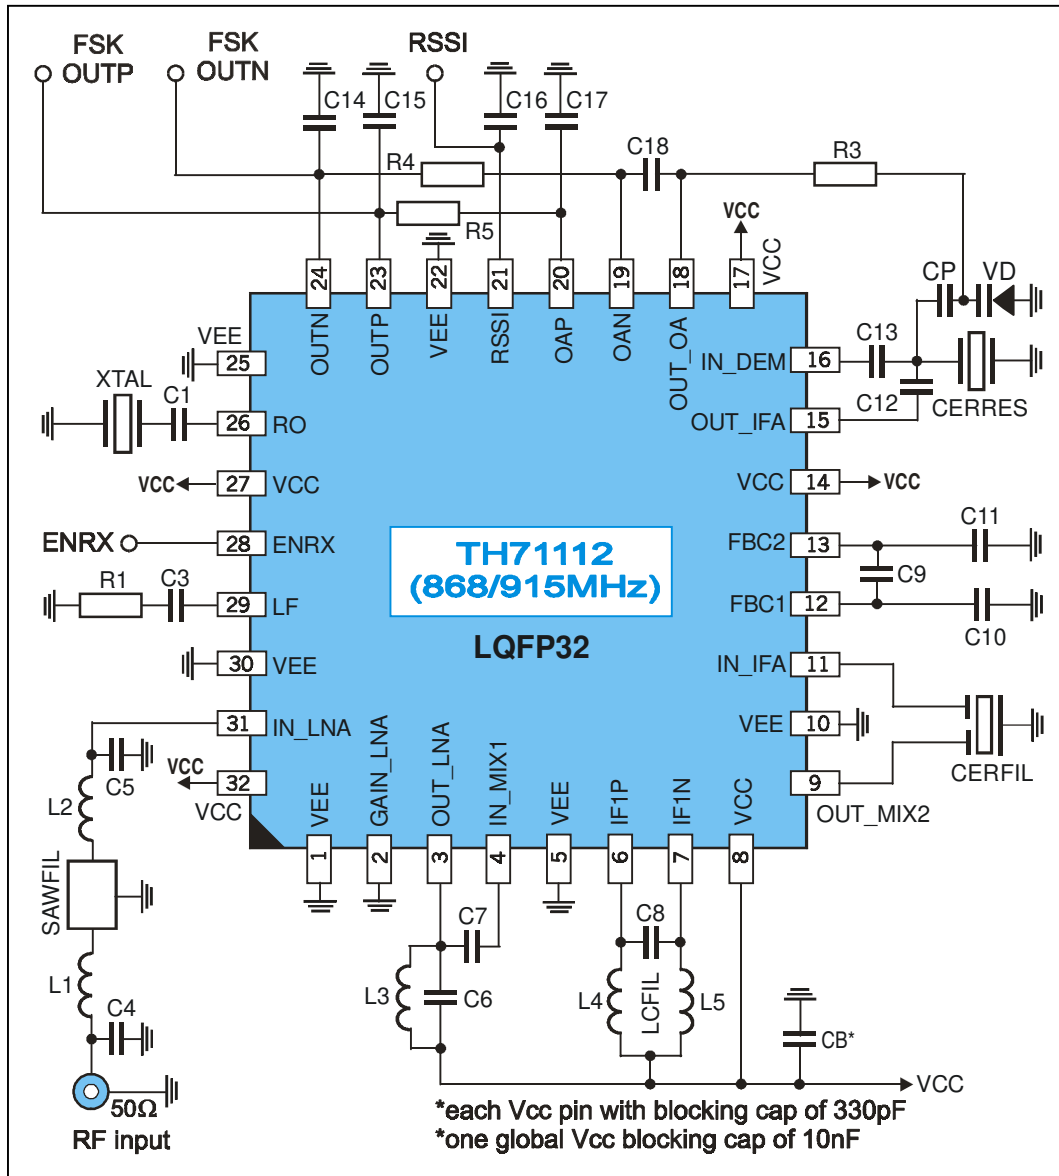 FSK
OUTP
FSK
OUTN
RSSI
C14
C15
C16
C17
C18
R4
R3
R5
VCC
VCC
CP
VD
24
23
22
21
20
19
18
17
OUTN
OUTP
VEE
RSSI
OAP
OAN
OUT_OA
VEE
25
XTAL
C1
26
RO
VCC
27
VCC
ENRX
28
ENRX
R1
C3
29
LF
30
VEE
31
IN_LNA
C5
VCC
32
VCC
L2
SAWFIL
L1
C4
50Ω
RF input
TH71112
(868/915MHz)
LQFP32
IN_DEM
16
C13
C12
CERRES
OUT_IFA
15
VCC
14
VCC
FBC2
13
C11
C9
FBC1
12
C10
IN_IFA
11
VEE
10
CERFIL
9
OUT_MIX2
VEE
GAIN_LNA
OUT_LNA
IN_MIX1
VEE
IF1P
IF1N
VCC
1
2
3
4
5
6
7
8
C7
C8
L3
C6
L4
LCFIL
L5
CB*
VCC
*each Vcc pin with blocking cap of 330pF
*one global Vcc blocking cap of 10nF